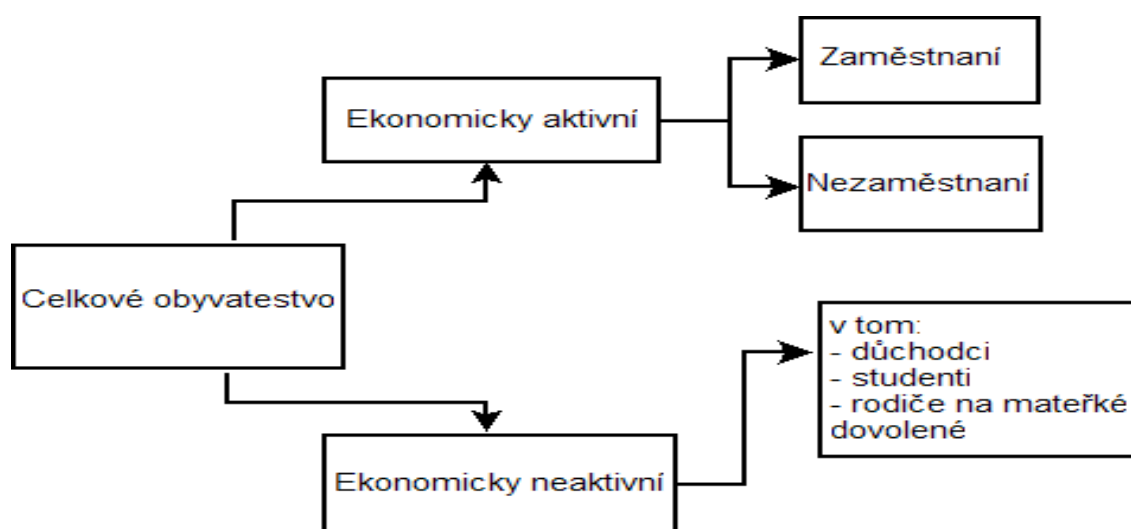 Zaměstnaní
Ekonomicky aktivní
Nezaměstnaní
Celkové obyvatestvo
v tom:
- důchodci
- studenti
- rodiče na mateřké
dovolené
Ekonomicky neaktivní